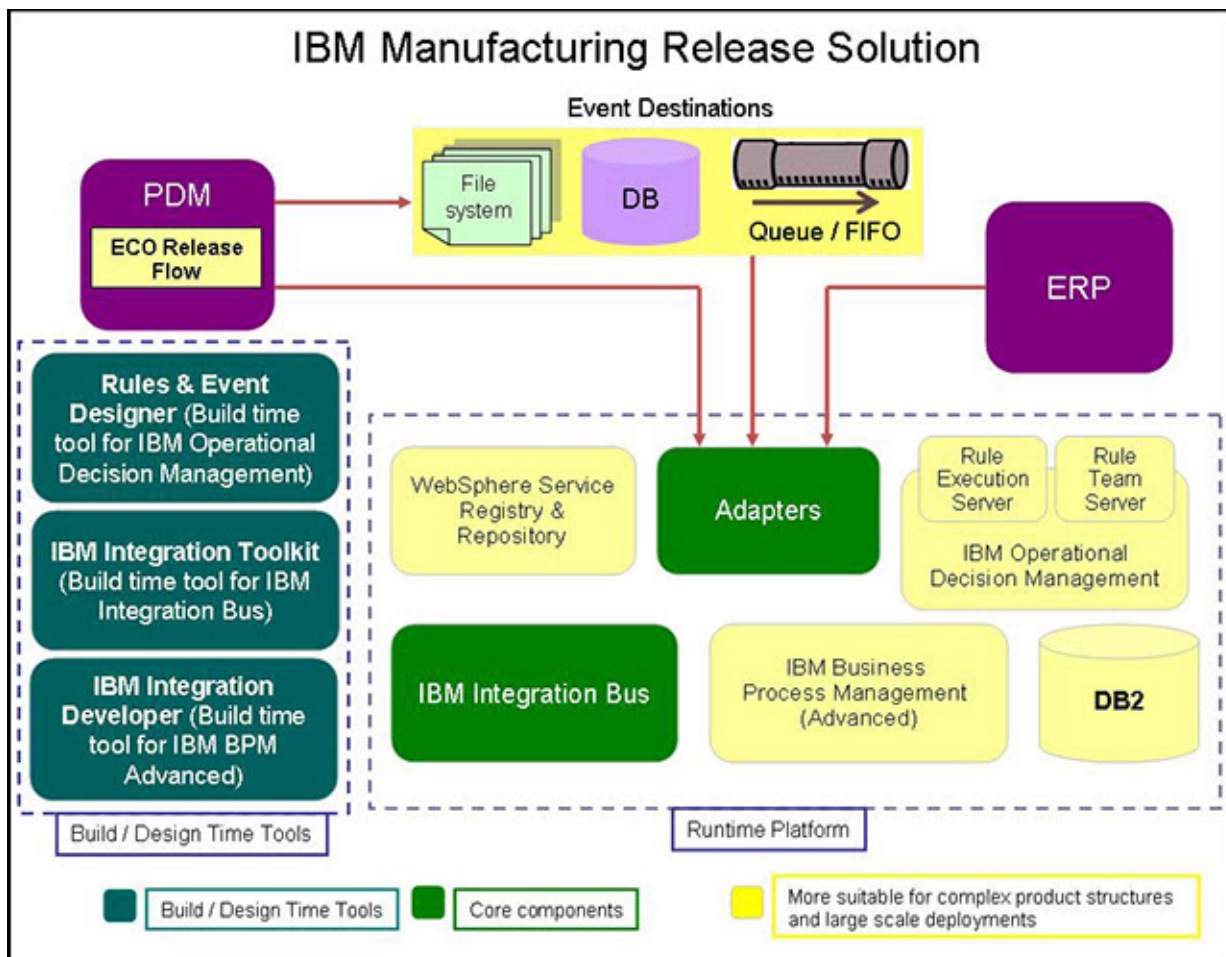 IBM Manufacturing Release Solution
Event Destinations
PDM
ECO Release
Flow
File
system
DB
Queue / FIFO
ERP
Rules & Event
Designer (Build time
tool for IBM Operational
Decision Management)
IBM Integration Toolkit
(Build time tool for IBM
Integration Bus)
IBM Integration
Developer (Build time
tool for IBM BPM
Advanced)
Build / Design Time Tools
WebSphere Service
Registry &
Repository
Adapters
Rule
Execution
Server
Rule
Team
Server
IBM Operational
Decision Management
IBM Integration Bus
IBM Business
Process Management
(Advanced)
DB2
Runtime Platform
Build / Design Time Tools
Core components
More suitable for complex product structures
and large scale deployments